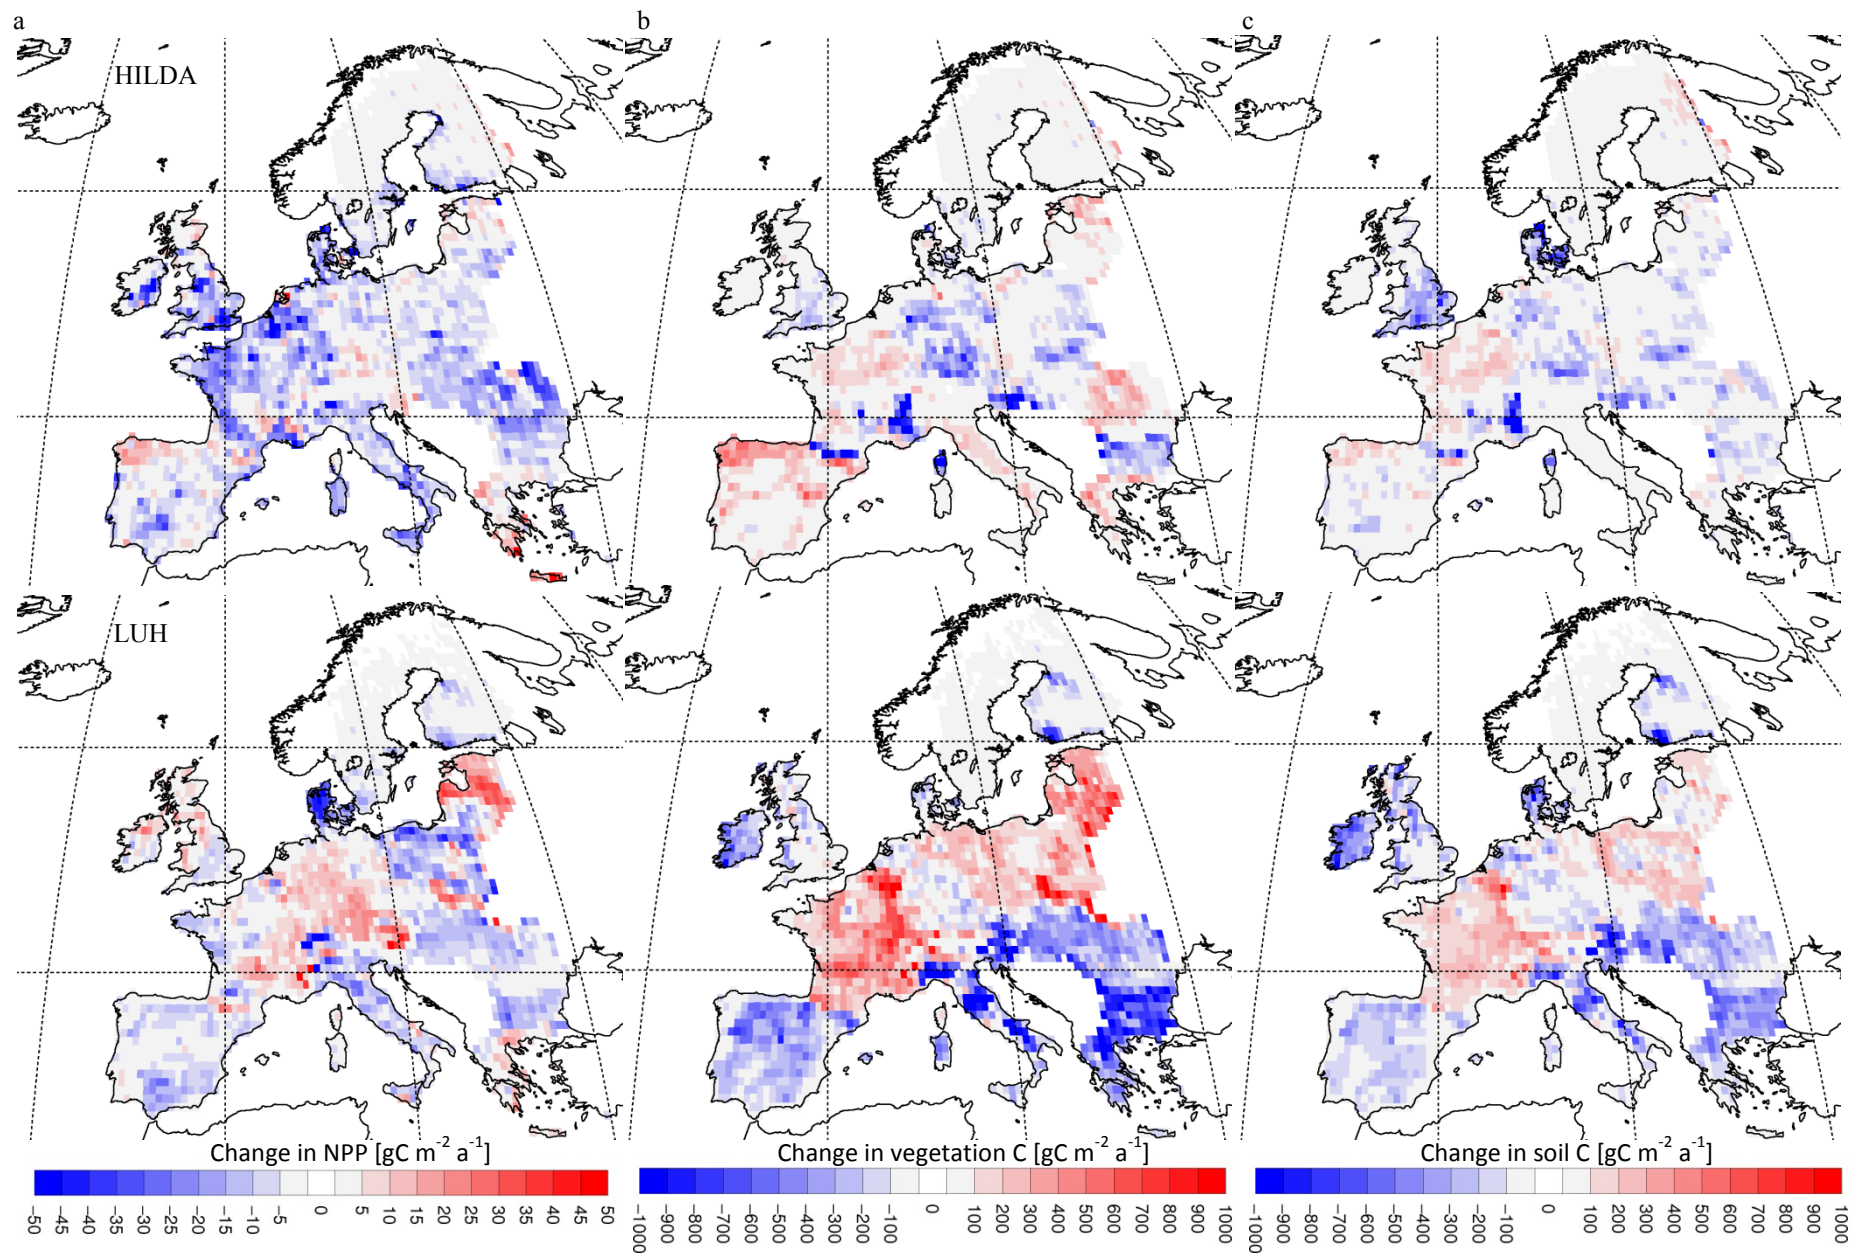 a b c
HILDA
LUH
Change in NPP [gC m⁻² a⁻¹] Change in vegetation C [gC m⁻² a⁻¹] Change in soil C [gC m⁻² a⁻¹]
-50 -45 -40 -35 -30 -25 -20 -15 -10 -5 0 5 10 15 20 25 30 35 40 45 50 -1000 -900 -800 -700 -600 -500 -400 -300 -200 -100 0 100 200 300 400 500 600 700 800 900 1000 -1000 -900 -800 -700 -600 -500 -400 -300 -200 -100 0 100 200 300 400 500 600 700 800 900 1000